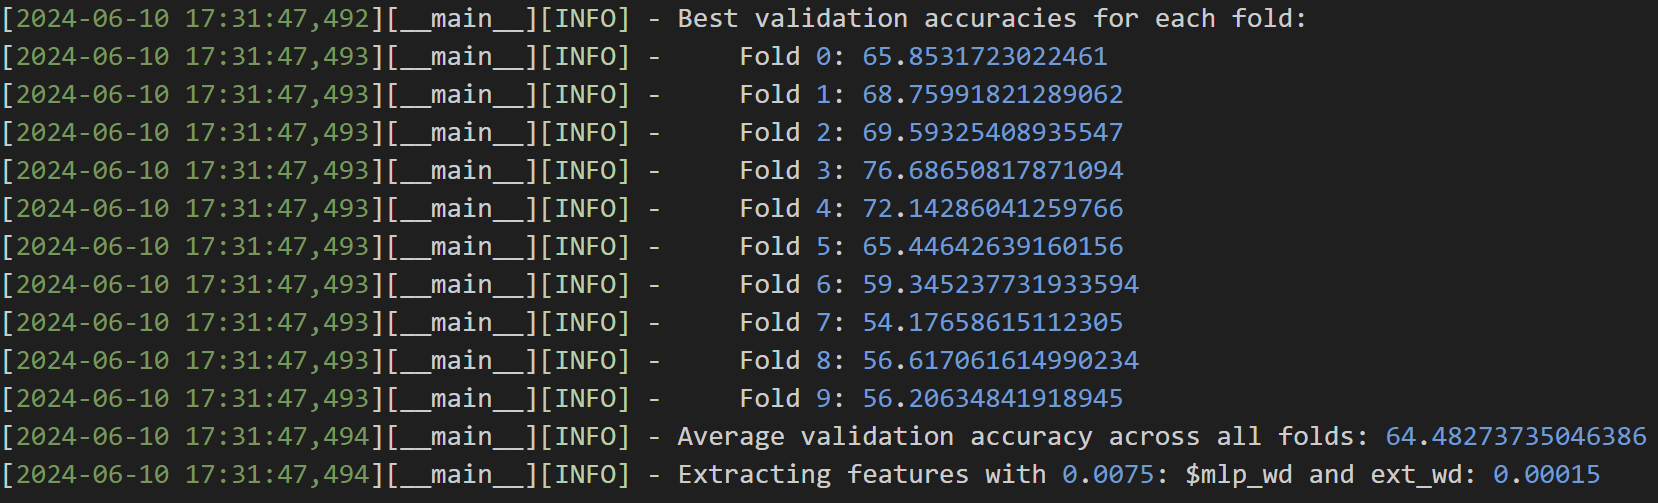 [2024-06-10 17:31:47,492][__main__][INFO] - Best validation accuracies for each fold:
[2024-06-10 17:31:47,493][__main__][INFO] -     Fold 0: 65.8531723022461
[2024-06-10 17:31:47,493][__main__][INFO] -     Fold 1: 68.75991821289062
[2024-06-10 17:31:47,493][__main__][INFO] -     Fold 2: 69.59325408935547
[2024-06-10 17:31:47,493][__main__][INFO] -     Fold 3: 76.68650817871094
[2024-06-10 17:31:47,493][__main__][INFO] -     Fold 4: 72.14286041259766
[2024-06-10 17:31:47,493][__main__][INFO] -     Fold 5: 65.44642639160156
[2024-06-10 17:31:47,493][__main__][INFO] -     Fold 6: 59.345237731933594
[2024-06-10 17:31:47,493][__main__][INFO] -     Fold 7: 54.17658615112305
[2024-06-10 17:31:47,493][__main__][INFO] -     Fold 8: 56.617061614990234
[2024-06-10 17:31:47,493][__main__][INFO] -     Fold 9: 56.20634841918945
[2024-06-10 17:31:47,494][__main__][INFO] - Average validation accuracy across all folds: 64.48273735046386
[2024-06-10 17:31:47,494][__main__][INFO] - Extracting features with 0.0075: $mlp_wd and ext_wd: 0.00015